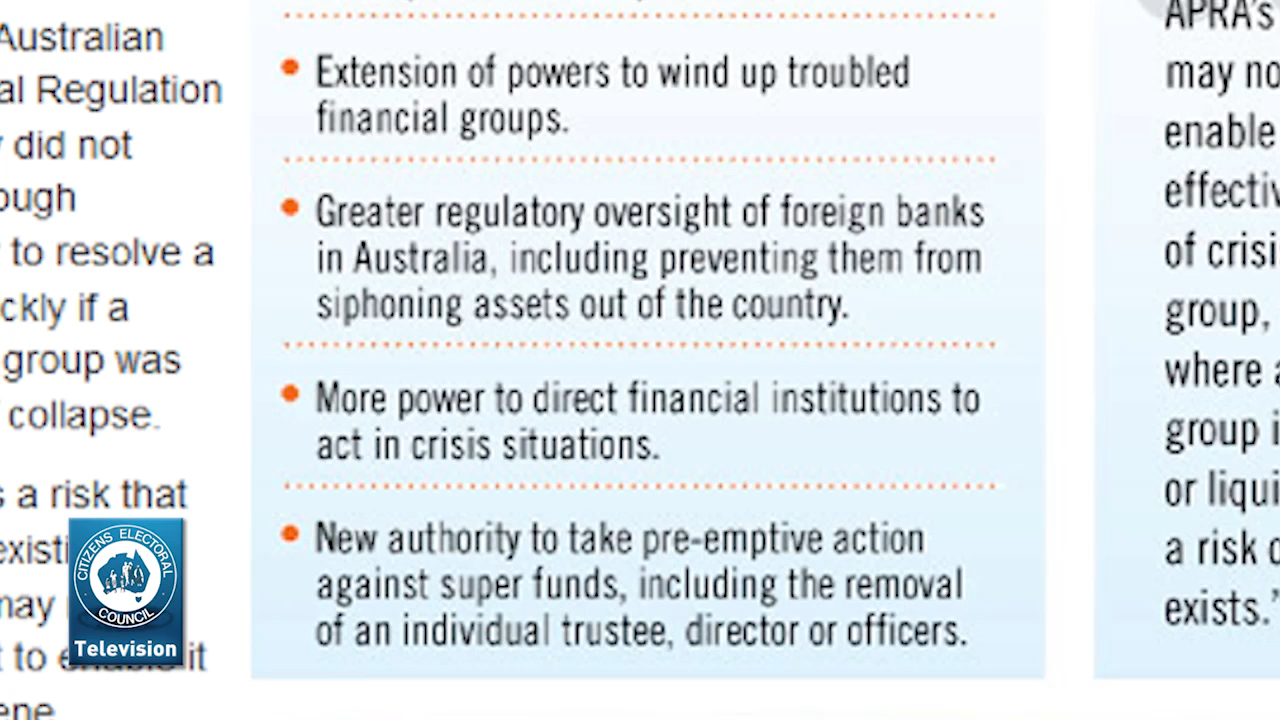 Australian
al Regulation
did not
ough
to resolve a
ckly if a
group was
collapse.
a risk that
existi
may
to enable it
ene
Extension of powers to wind up troubled
financial groups.
Greater regulatory oversight of foreign banks
in Australia, including preventing them from
siphoning assets out of the country.
More power to direct financial institutions to
act in crisis situations.
New authority to take pre-emptive action
against super funds, including the removal
of an individual trustee, director or officers.
APRA's
may no
enable
effectiv
of crisi
group,
where a
group i
or liqui
a risk o
exists.'
CITIZENS ELECTORAL
COUNCIL
Television